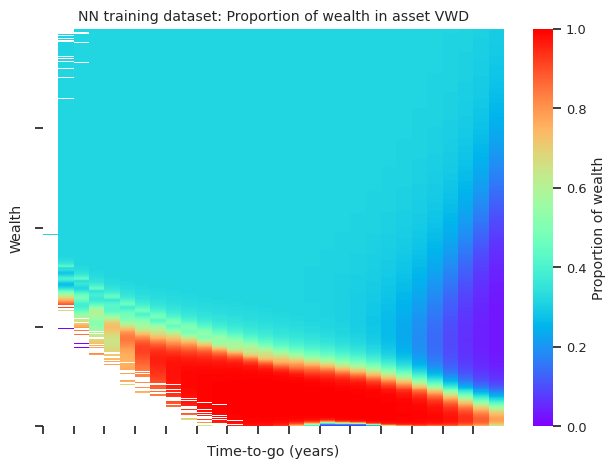 NN training dataset: Proportion of wealth in asset VWD
Wealth
Time-to-go (years)
1.0
0.8
0.6
0.4
0.2
0.0
Proportion of wealth